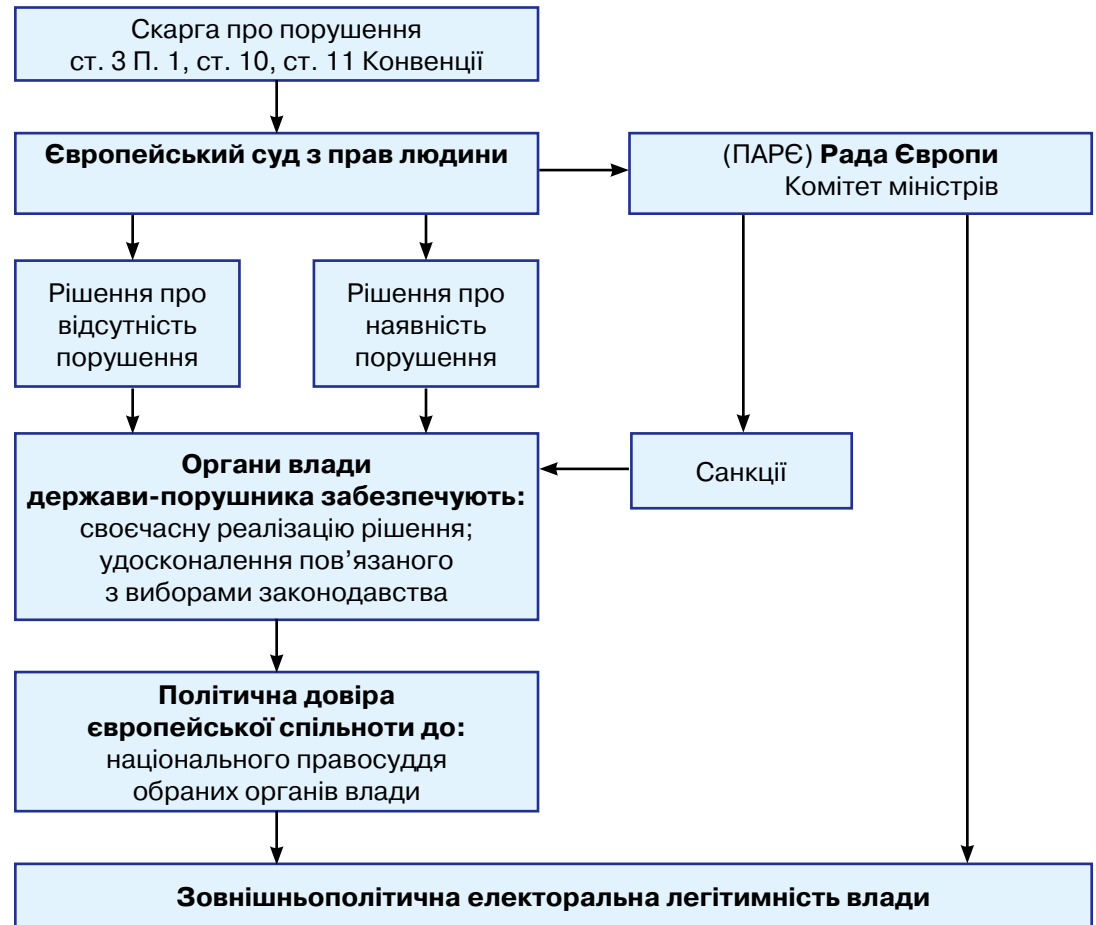 Скарга про порушення
ст. 3 П. 1, ст. 10, ст. 11 Конвенції
Європейський суд з прав людини
(ПАРЄ) Рада Європи
Комітет міністрів
Рішення про
відсутність
порушення
Рішення про
наявність
порушення
Органи влади
держави-порушника забезпечують:
своєчасну реалізацію рішення;
удосконалення пов’язаного
з виборами законодавства
Санкції
Політична довіра
європейської спільноти до:
національного правосуддя
обраних органів влади
Зовнішньополітична електоральна легітимність влади